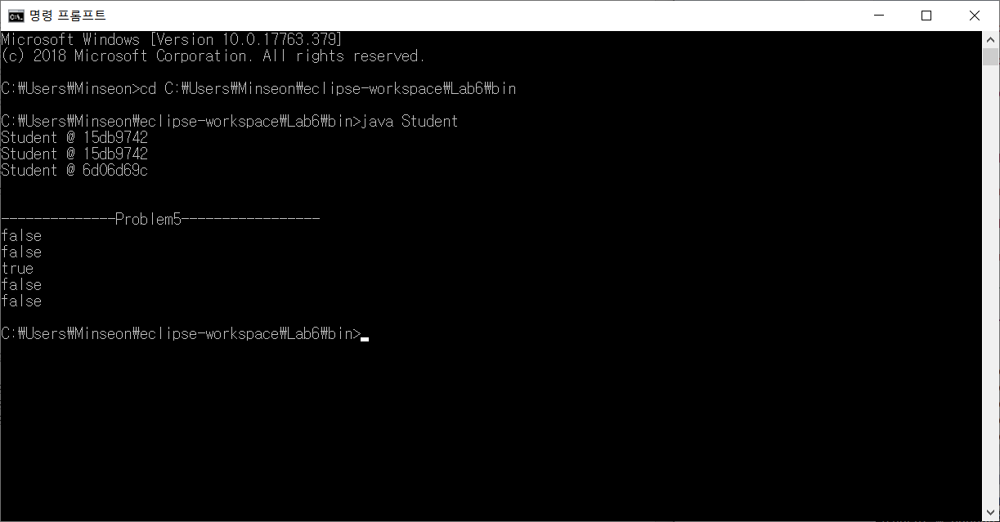 명령 프롬프트
Microsoft Windows [Version 10.0.17763.379]
(c) 2018 Microsoft Corporation. All rights reserved.
C:₩Users₩Minseon>cd C:₩Users₩Minseon₩eclipse-workspace₩Lab6₩bin
C:₩Users₩Minseon₩eclipse-workspace₩Lab6₩bin>java Student
Student @ 15db9742
Student @ 15db9742
Student @ 6d06d69c
--------------Problem5-----------------
false
false
true
false
false
C:₩Users₩Minseon₩eclipse-workspace₩Lab6₩bin>